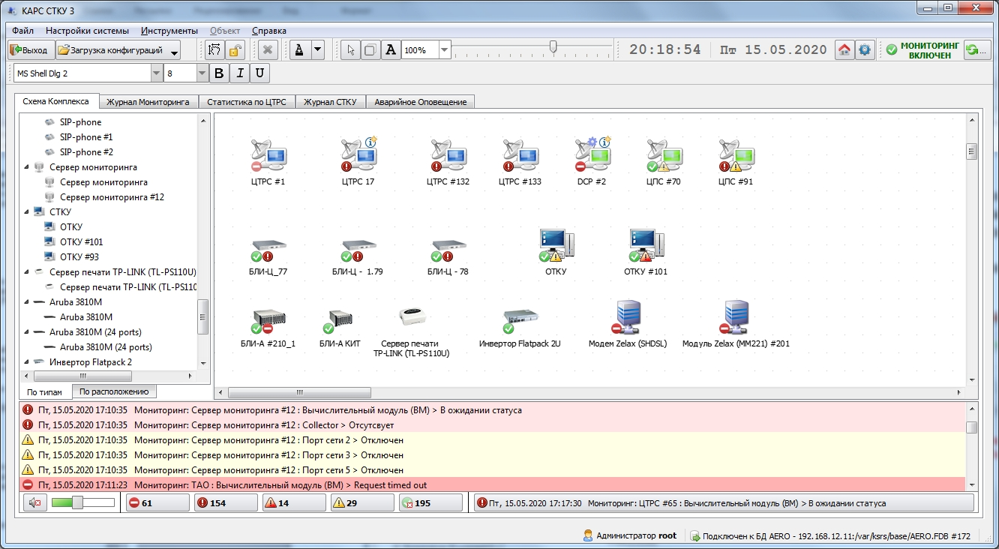 КАРС СТКУ 3
Файл Настройки системы Инструменты Объект Справка
Выход Загрузка конфигураций A A 100% 20:18:54 Пт 15.05.2020 МОНИТОРИНГ ВКЛЮЧЕН ...
MS Shell Dlg 2 8 B I U
Схема Комплекса Журнал Мониторинга Статистика по ЦТРС Журнал СТКУ Аварийное Оповещение
SIP-phone
SIP-phone #1
SIP-phone #2
Сервер мониторинга
Сервер мониторинга
Сервер мониторинга #12
СТКУ
ОТКУ
ОТКУ #101
ОТКУ #93
Сервер печати TP-LINK (TL-PS110U)
Сервер печати TP-LINK (TL-PS110
Aruba 3810M
Aruba 3810M
Aruba 3810M (24 ports)
Aruba 3810M (24 ports)
Инвертор Flatpack 2
По типам По расположению
ЦТРС #1 ЦТРС 17 ЦТРС #132 ЦТРС #133 DCP #2 ЦПС #70 ЦПС #91
БЛИ-Ц_77 БЛИ-Ц - 1.79 БЛИ-Ц - 78 ОТКУ ОТКУ #101
БЛИ-А #210_1 БЛИ-А КИТ Сервер печати Инвертор Flatpack 2U Модем Zelax (SHDSL) Модуль Zelax (MM221) #201
TP-LINK (TL-PS110U)
Пт, 15.05.2020 17:10:35 Мониторинг: Сервер мониторинга #12 : Вычислительный модуль (ВМ) > В ожидании статуса
Пт, 15.05.2020 17:10:35 Мониторинг: Сервер мониторинга #12 : Collector > Отсутсвует
Пт, 15.05.2020 17:10:35 Мониторинг: Сервер мониторинга #12 : Порт сети 2 > Отключен
Пт, 15.05.2020 17:10:35 Мониторинг: Сервер мониторинга #12 : Порт сети 3 > Отключен
Пт, 15.05.2020 17:10:35 Мониторинг: Сервер мониторинга #12 : Порт сети 5 > Отключен
Пт, 15.05.2020 17:11:23 Мониторинг: ТАО : Вычислительный модуль (ВМ) > Request timed out
61 154 14 29 195 Пт, 15.05.2020 17:17:30 Мониторинг: ЦТРС #65 : Вычислительный модуль (ВМ) > В ожидании статуса
Администратор root Подключен к БД AERO - 192.168.12.11:/var/ksrs/base/AERO.FDB #172